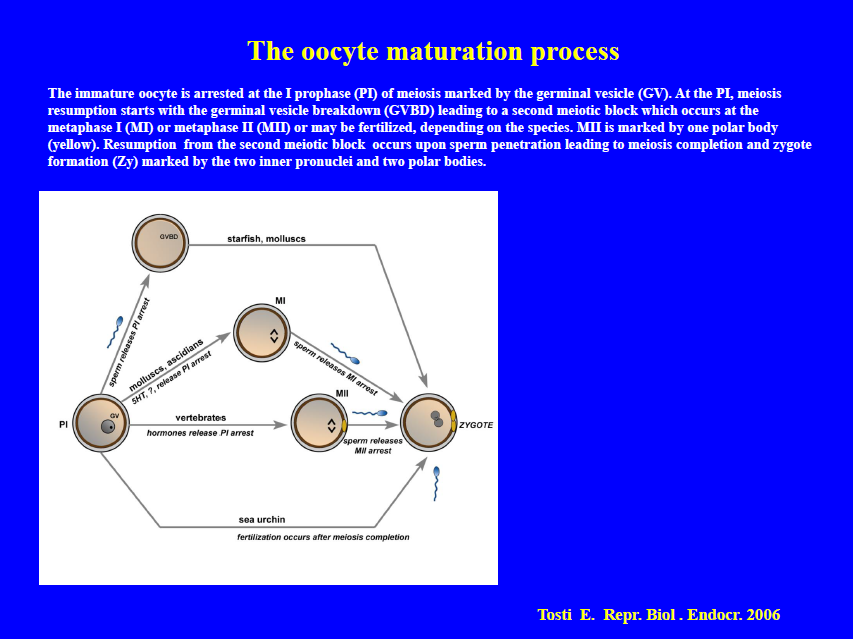 The oocyte maturation process
The immature oocyte is arrested at the I prophase (PI) of meiosis marked by the germinal vesicle (GV). At the PI, meiosis
resumption starts with the germinal vesicle breakdown (GVBD) leading to a second meiotic block which occurs at the
metaphase I (MI) or metaphase II (MII) or may be fertilized, depending on the species. MII is marked by one polar body
(yellow). Resumption from the second meiotic block occurs upon sperm penetration leading to meiosis completion and zygote
formation (Zy) marked by the two inner pronuclei and two polar bodies.
GVBD
starfish, molluscs
sperm releases PI arrest
MI
molluscs, ascidians
5HT, ?, release PI arrest
sperm releases MI arrest
MII
PI
GV
vertebrates
hormones release PI arrest
sperm releases
MII arrest
ZYGOTE
sea urchin
fertilization occurs after meiosis completion
Tosti E. Repr. Biol . Endocr. 2006